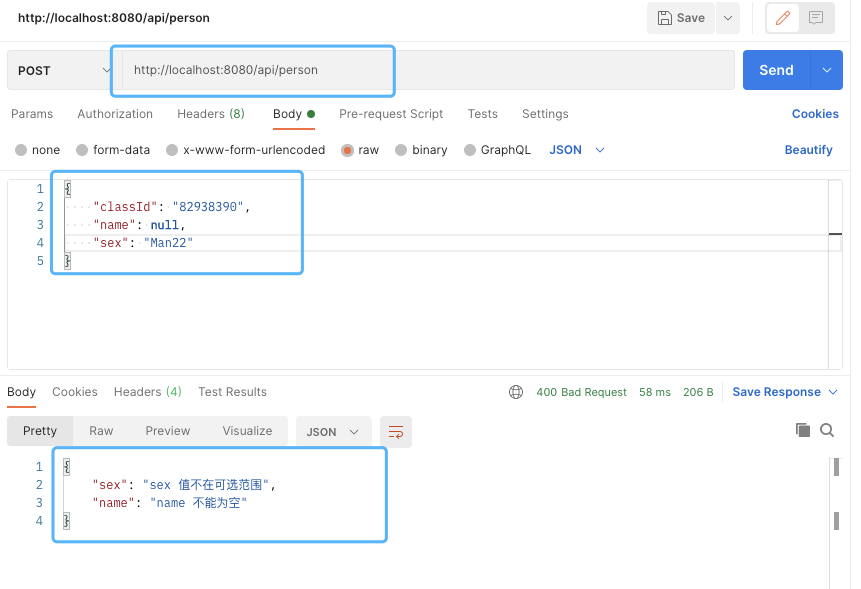 http://localhost:8080/api/person Save
POST http://localhost:8080/api/person Send
Params Authorization Headers (8) Body Pre-request Script Tests Settings Cookies
none form-data x-www-form-urlencoded raw binary GraphQL JSON Beautify
1 {
2 "classId": "82938390",
3 "name": null,
4 "sex": "Man22"
5 }
Body Cookies Headers (4) Test Results 400 Bad Request 58 ms 206 B Save Response
Pretty Raw Preview Visualize JSON
1 {
2 "sex": "sex 值不在可选范围",
3 "name": "name 不能为空"
4 }